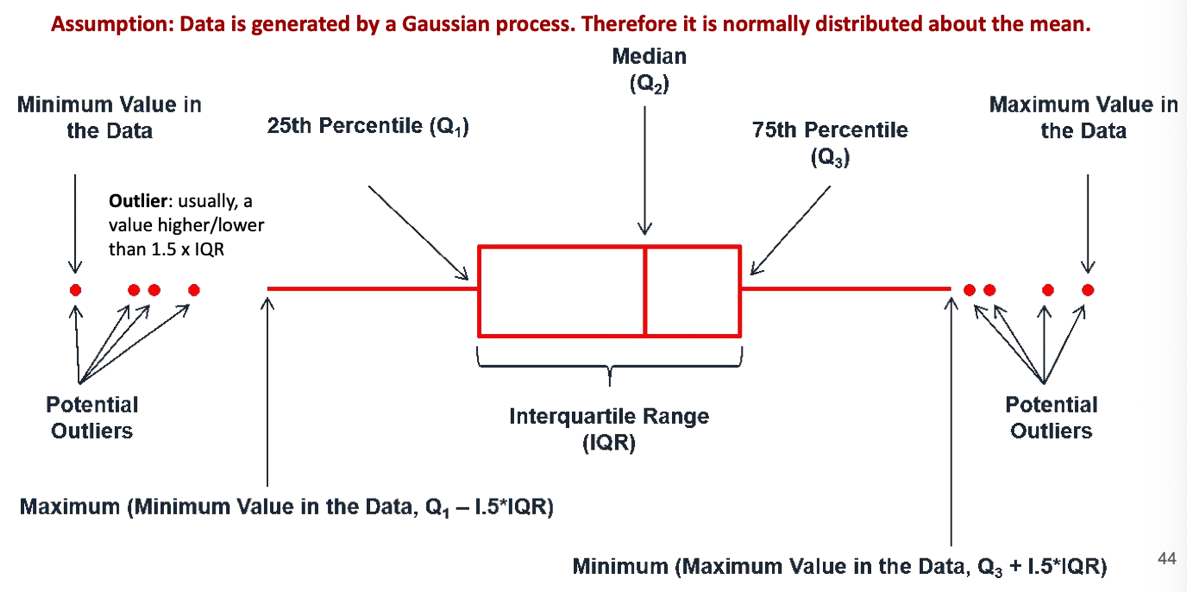 Assumption: Data is generated by a Gaussian process. Therefore it is normally distributed about the mean.
Median
(Q₂)
Minimum Value in
the Data
25th Percentile (Q₁)
75th Percentile
(Q₃)
Maximum Value in
the Data
Outlier: usually, a
value higher/lower
than 1.5 x IQR
Potential
Outliers
Interquartile Range
(IQR)
Potential
Outliers
Maximum (Minimum Value in the Data, Q₁ – 1.5*IQR)
Minimum (Maximum Value in the Data, Q₃ + 1.5*IQR)
44